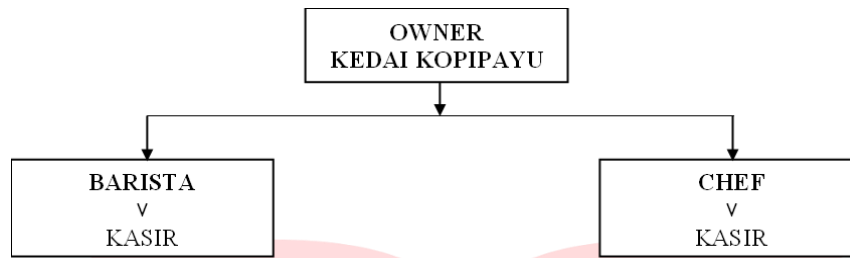 OWNER
KEDAI KOPIPAYU
BARISTA
v
KASIR
CHEF
v
KASIR